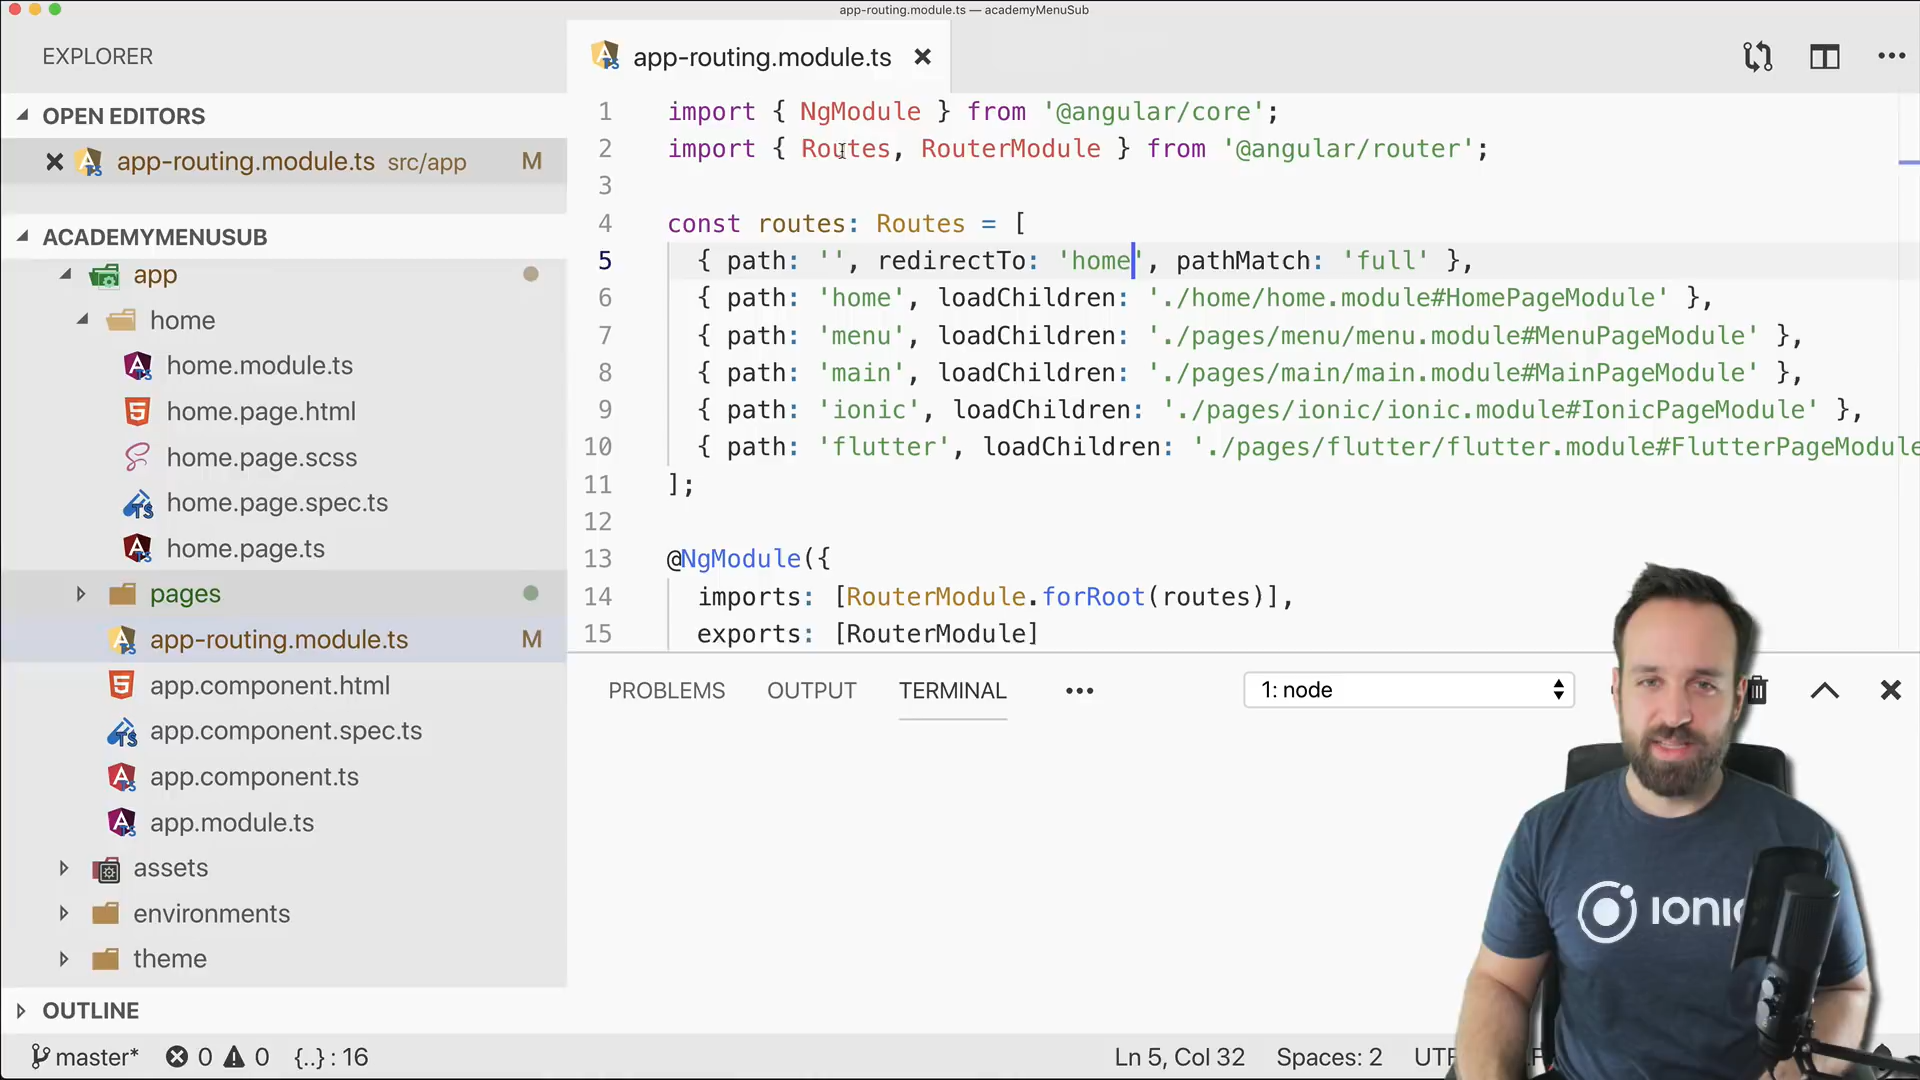 app-routing.module.ts — academyMenuSub
EXPLORER
OPEN EDITORS
app-routing.module.ts src/app M
ACADEMYMENUSUB
app
home
home.module.ts
home.page.html
home.page.scss
home.page.spec.ts
home.page.ts
pages
app-routing.module.ts M
app.component.html
app.component.spec.ts
app.component.ts
app.module.ts
assets
environments
theme
OUTLINE
app-routing.module.ts
1 import { NgModule } from '@angular/core';
2 import { Routes, RouterModule } from '@angular/router';
3
4 const routes: Routes = [
5 { path: '', redirectTo: 'home', pathMatch: 'full' },
6 { path: 'home', loadChildren: './home/home.module#HomePageModule' },
7 { path: 'menu', loadChildren: './pages/menu/menu.module#MenuPageModule' },
8 { path: 'main', loadChildren: './pages/main/main.module#MainPageModule' },
9 { path: 'ionic', loadChildren: './pages/ionic/ionic.module#IonicPageModule' },
10 { path: 'flutter', loadChildren: './pages/flutter/flutter.module#FlutterPageModule
11 ];
12
13 @NgModule({
14 imports: [RouterModule.forRoot(routes)],
15 exports: [RouterModule]
PROBLEMS OUTPUT TERMINAL ••• 1: node
ionic
master* 0 0 {..} : 16 Ln 5, Col 32 Spaces: 2